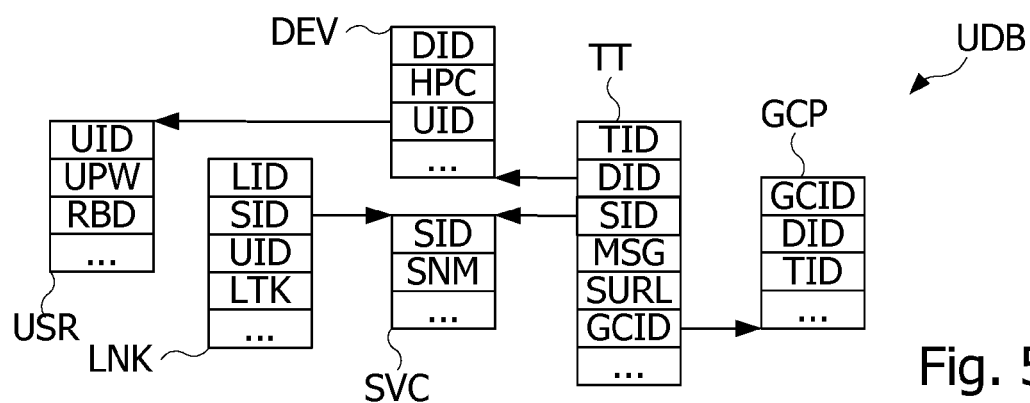 DEV
DID
HPC
UID
...
TT
UDB
GCP
UID
UPW
RBD
...
USR
LID
SID
UID
LTK
...
LNK
SID
SNM
...
SVC
TID
DID
SID
MSG
SURL
GCID
...
GCID
DID
TID
...
Fig. 5